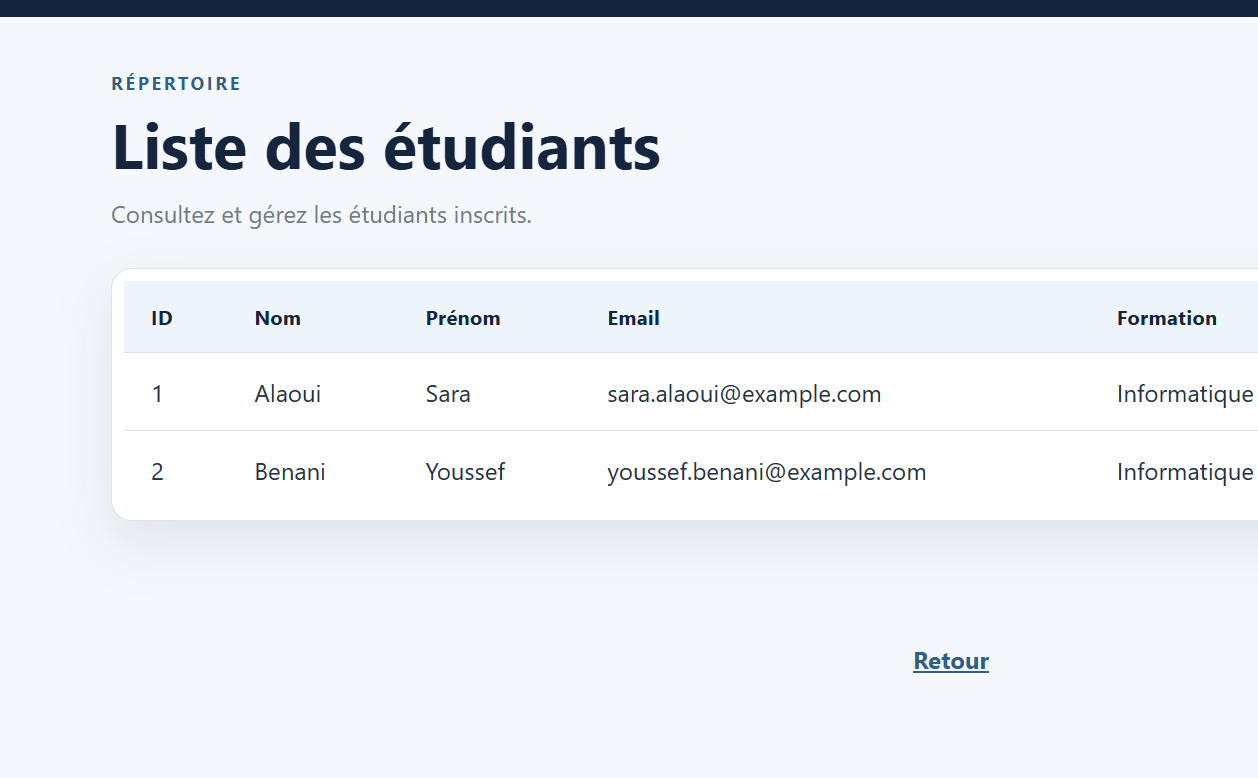 RÉPERTOIRE
Liste des étudiants
Consultez et gérez les étudiants inscrits.
ID Nom Prénom Email Formation
1 Alaoui Sara sara.alaoui@example.com Informatique
2 Benani Youssef youssef.benani@example.com Informatique
Retour